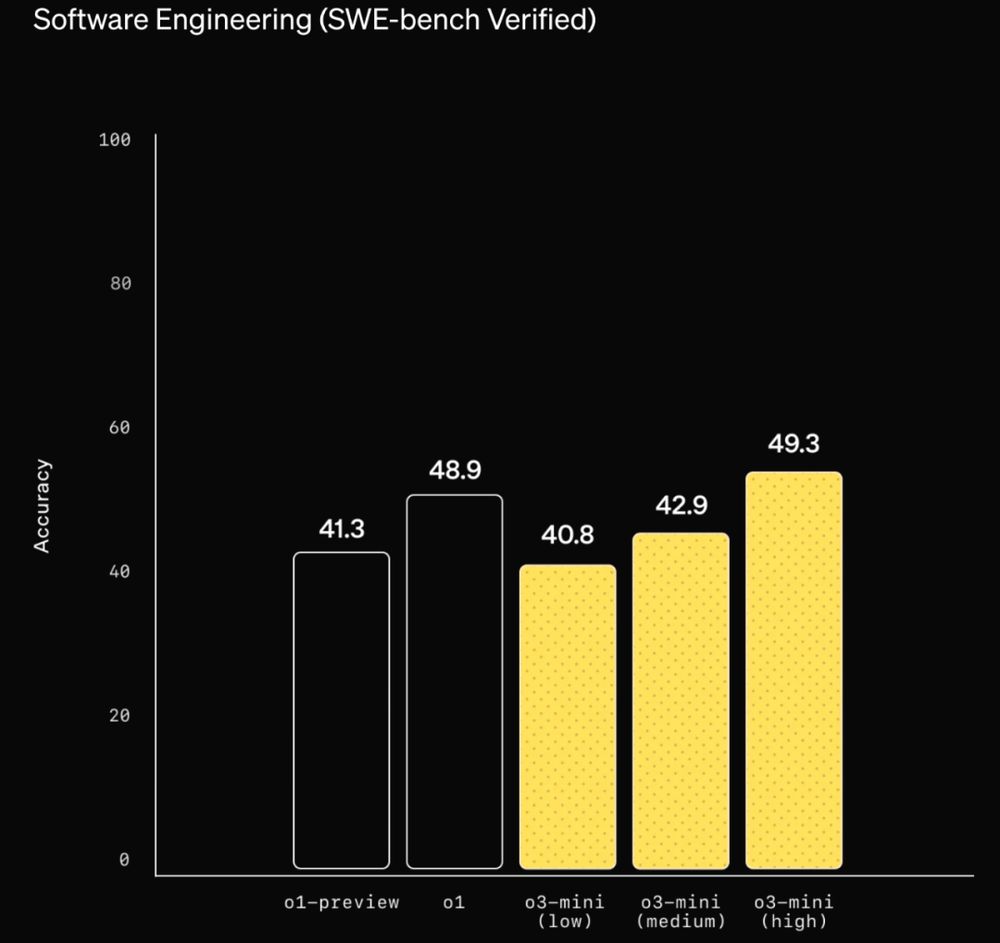 Software Engineering (SWE-bench Verified)
100
80
60
40
20
0
Accuracy
41.3
48.9
40.8
42.9
49.3
o1-preview
o1
o3-mini
(low)
o3-mini
(medium)
o3-mini
(high)